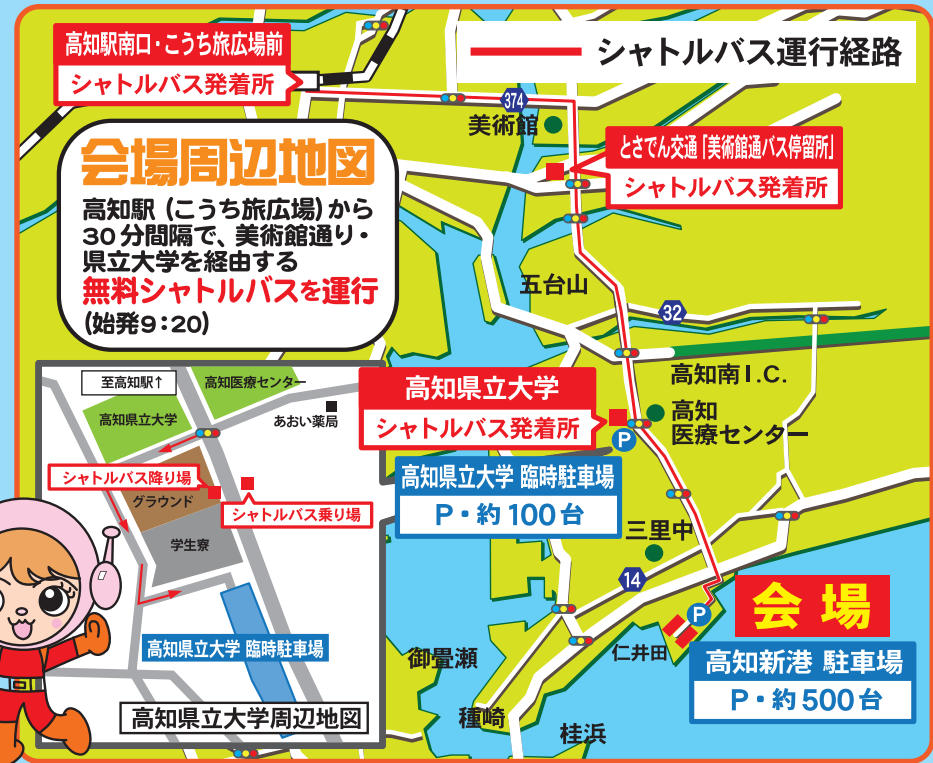 高知駅南口・こうち旅広場前
シャトルバス発着所
シャトルバス運行経路
374
美術館
とさでん交通「美術館通バス停留所」
シャトルバス発着所
会場周辺地図
高知駅（こうち旅広場）から
30分間隔で、美術館通り・
県立大学を経由する
無料シャトルバスを運行
(始発9:20)
五台山
32
高知南I.C.
高知県立大学
シャトルバス発着所
高知
医療センター
P
高知県立大学 臨時駐車場
P・約100台
三里中
14
P
会場
高知新港 駐車場
P・約500台
仁井田
御畳瀬
種崎
桂浜
至高知駅↑
高知医療センター
高知県立大学
あおい薬局
シャトルバス降り場
グラウンド
シャトルバス乗り場
学生寮
高知県立大学 臨時駐車場
高知県立大学周辺地図